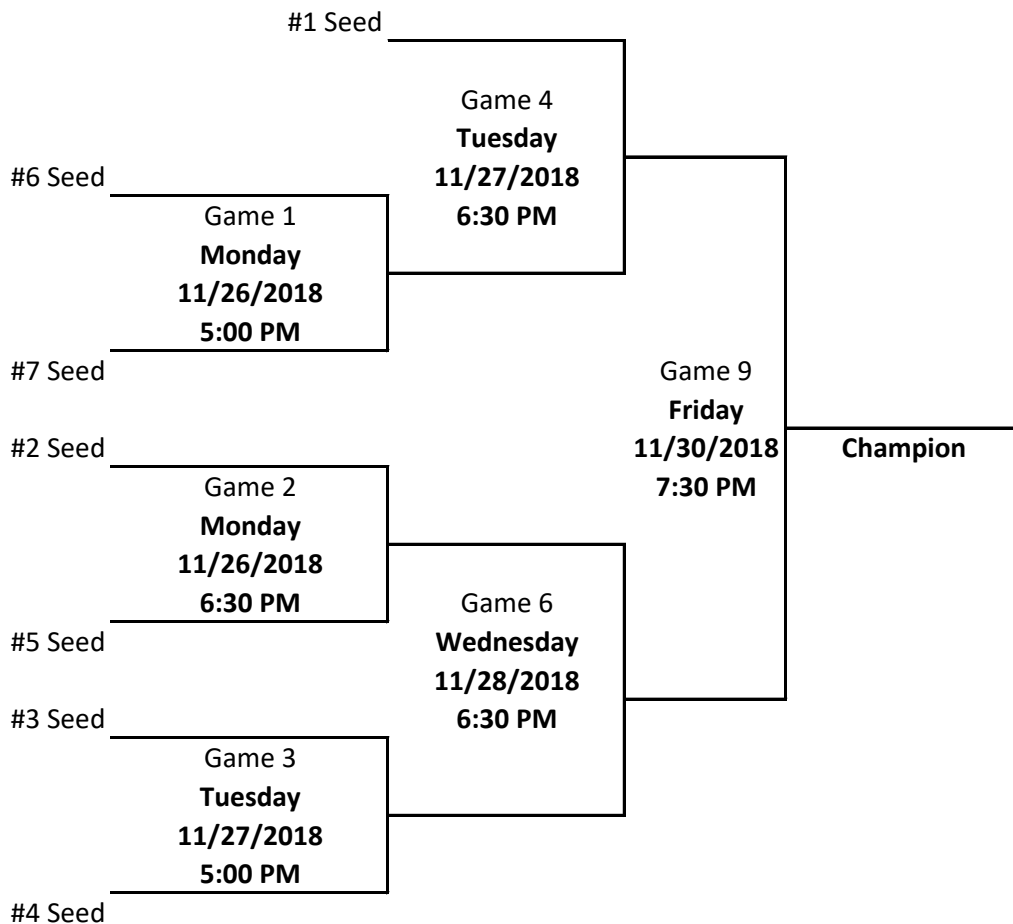 #1 Seed
Game 4
Tuesday
11/27/2018
6:30 PM
#6 Seed
Game 1
Monday
11/26/2018
5:00 PM
#7 Seed
Game 9
Friday
11/30/2018
7:30 PM
Champion
#2 Seed
Game 2
Monday
11/26/2018
6:30 PM
#5 Seed
Game 6
Wednesday
11/28/2018
6:30 PM
#3 Seed
Game 3
Tuesday
11/27/2018
5:00 PM
#4 Seed